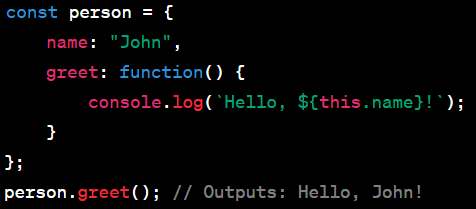 const person = {
    name: "John",
    greet: function() {
        console.log(`Hello, ${this.name}!`);
    }
};
person.greet(); // Outputs: Hello, John!